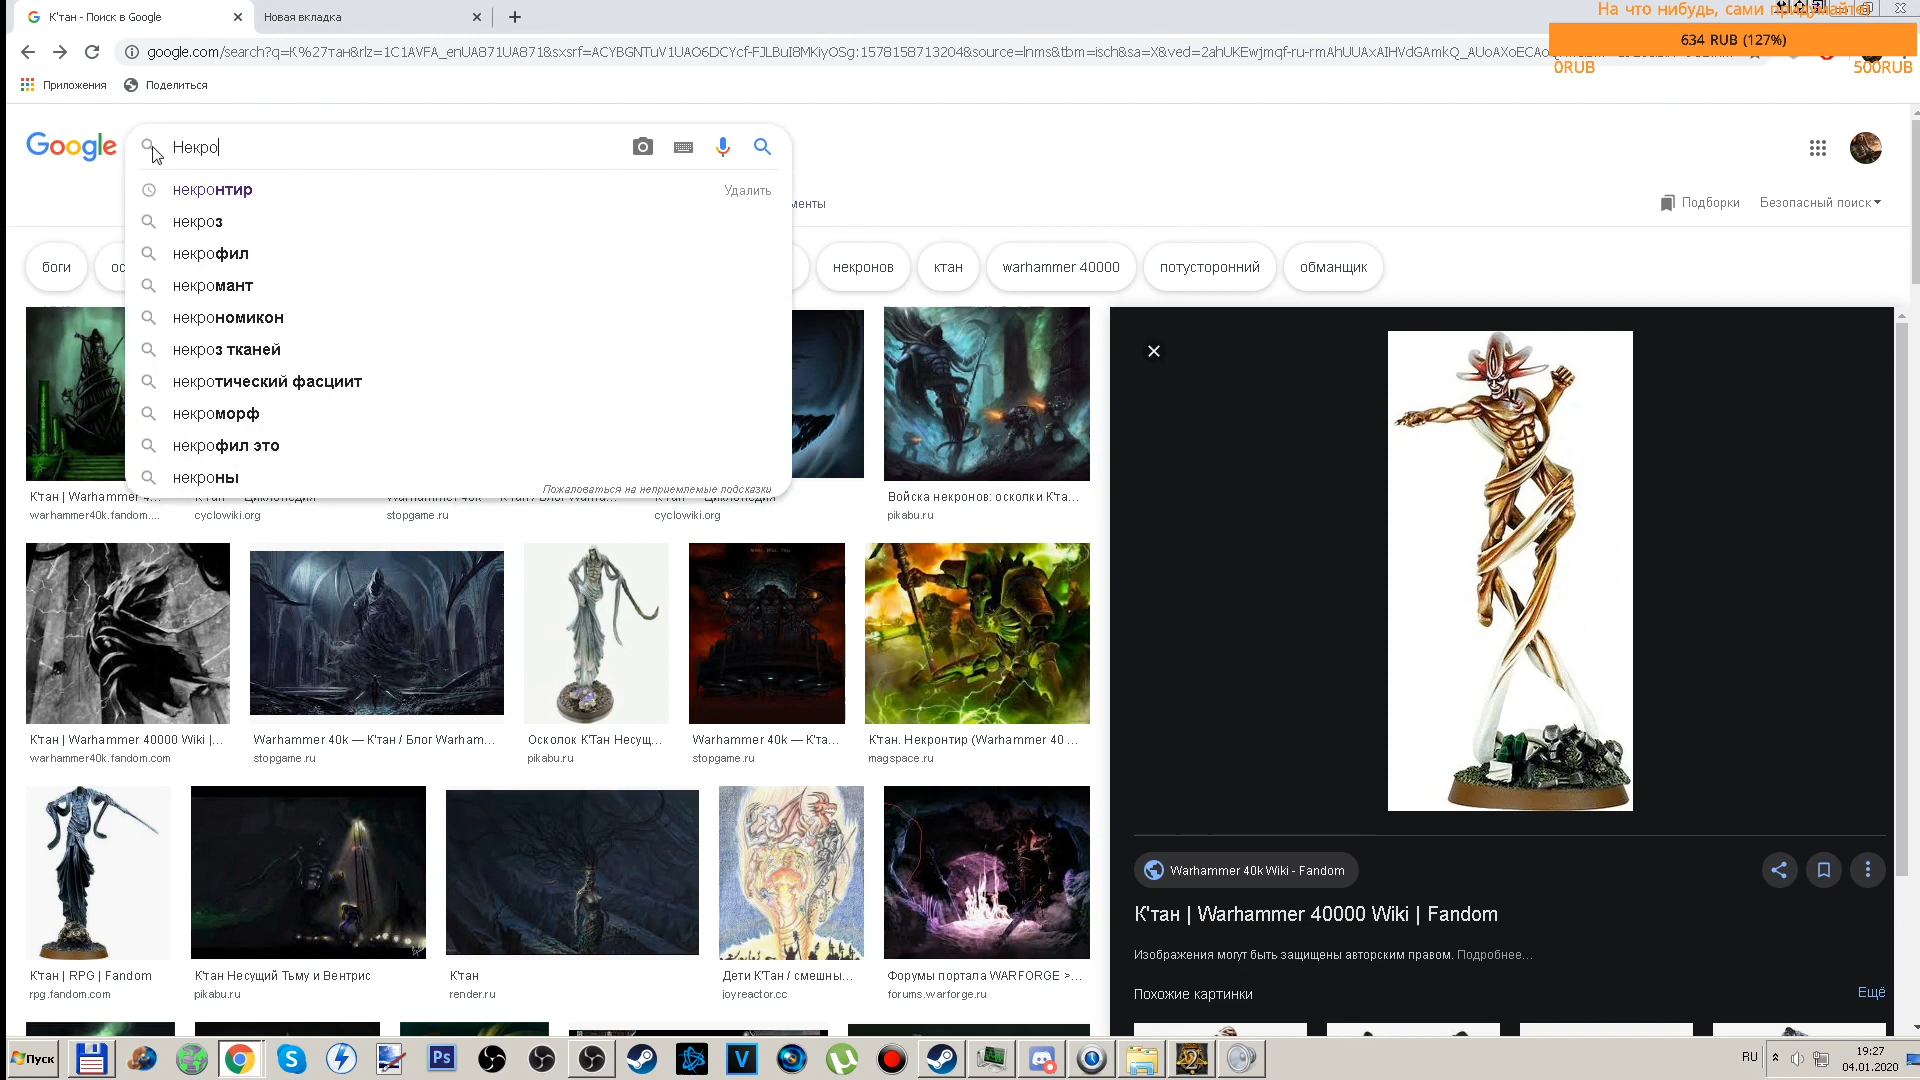 К'тан - Поиск в Google
Новая вкладка
На что нибудь, сами придумайте!
634 RUB (127%)
0RUB
500RUB
google.com/search?q=К%27тан&rlz=1C1AVFA_enUA871UA871&sxsrf=ACYBGNTuV1UAO6DCYcf-FJLBuI8MKiyOSg:1578158713204&source=lnms&tbm=isch&sa=X&ved=2ahUKEwjmqf-ru-rmAhUUAxAIHVdGAmkQ_AUoAXoECAo
Приложения
Поделиться
Google
Некро
некронтир
Удалить
некроз
некрофил
некромант
некрономикон
некроз тканей
некротический фасциит
некроморф
некрофил это
некроны
Пожаловаться на неприемлемые подсказки
менты
Подборки
Безопасный поиск
боги
ос
некронов
ктан
warhammer 40000
потусторонний
обманщик
К'тан | Warhammer 4...
warhammer40k.fandom....
cyclowiki.org
stopgame.ru
cyclowiki.org
Войска некронов: осколки К'та...
pikabu.ru
К'тан | Warhammer 40000 Wiki |...
warhammer40k.fandom.com
Warhammer 40k — К'тан / Блог Warham...
stopgame.ru
Осколок К'Тан Несущ...
pikabu.ru
Warhammer 40k — К'та...
stopgame.ru
К'тан. Некронтир (Warhammer 40 ...
magspace.ru
К'тан | RPG | Fandom
rpg.fandom.com
К'тан Несущий Тьму и Вентрис
pikabu.ru
К'тан
render.ru
Дети К'Тан / смешны...
joyreactor.cc
Форумы портала WARFORGE >...
forums.warforge.ru
Warhammer 40k Wiki - Fandom
К'тан | Warhammer 40000 Wiki | Fandom
Изображения могут быть защищены авторским правом. Подробнее...
Похожие картинки
Ещё
Пуск
Ps
V
RU
19:27
04.01.2020